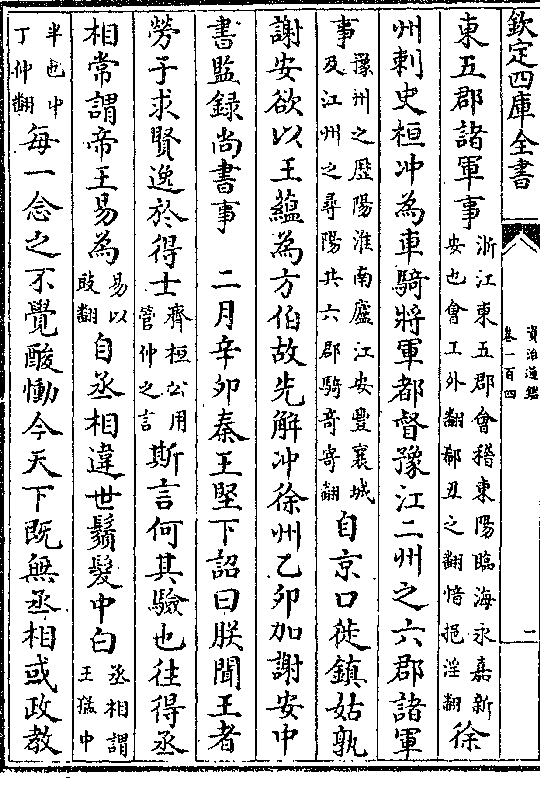 欽定四庫全書
資治通鑑
卷一百四
二
東五郡諸軍事浙江東五郡會稽東陽臨海永嘉新安也會工外翻郗丑之翻愔挹淫翻徐
州刺史桓冲為車騎將軍都督豫江二州之六郡諸軍
事豫州之歷陽淮南廬江安豐襄城及江州之尋陽共六郡騎奇寄翻自京口徙鎮姑孰
謝安欲以王蘊為方伯故先解冲徐州乙卯加謝安中
書監録尚書事　二月辛卯秦王堅下詔曰朕聞王者
勞于求賢逸於得士齊桓公用管仲之言斯言何其驗也往得丞
相常謂帝王易為易以豉翻自丞相違世鬚髮中白丞相謂王猛中
半也中丁仲翻每一念之不覺酸慟今天下既無丞相或政教